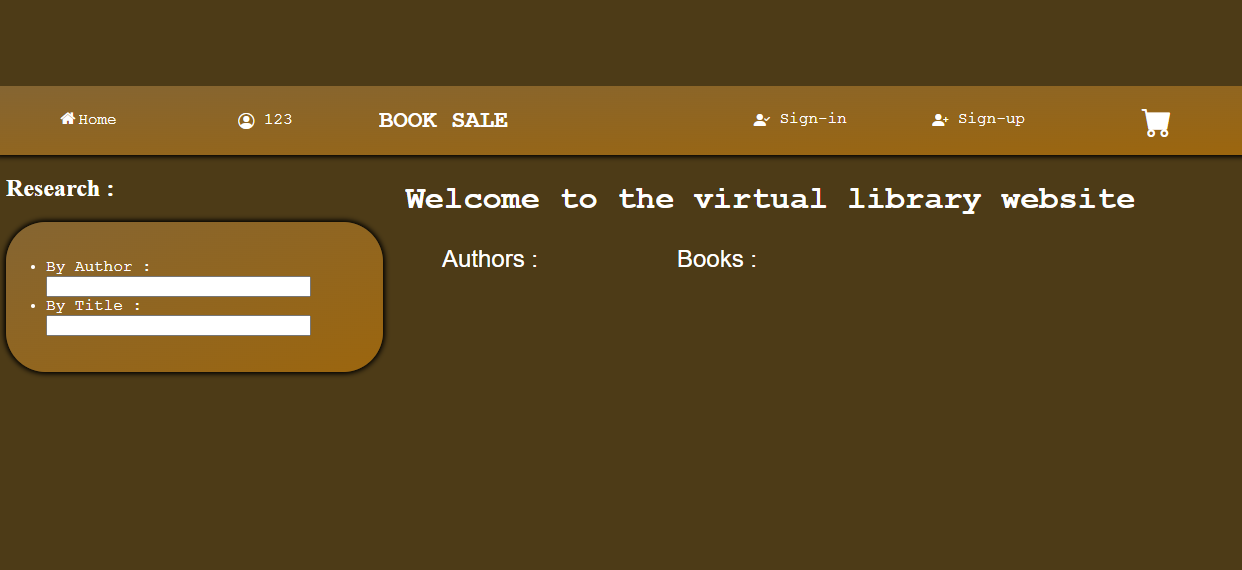 Home 123 BOOK SALE Sign-in Sign-up
Research :
Welcome to the virtual library website
Authors : Books :
By Author :
By Title :